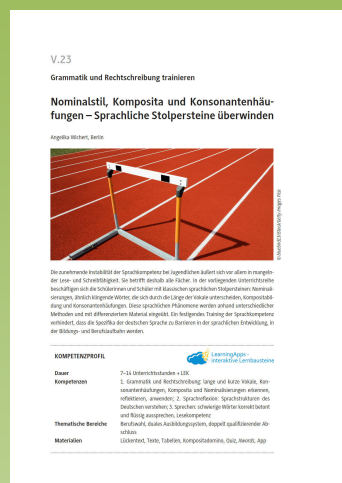 V.23
Grammatik und Rechtschreibung trainieren
Nominalstil, Komposita und Konsonantenhäu-
fungen – Sprachliche Stolpersteine überwinden
Angelika Wichert, Berlin
Die zunehmende Instabilität der Sprachkompetenz bei Jugendlichen äußert sich vor allem in mangeln-
der Lese- und Schreibfähigkeit. Sie betrifft deshalb alle Fächer. In der vorliegenden Unterrichtsreihe
beschäftigen sich die Schülerinnen und Schüler mit klassischen sprachlichen Stolpersteinen: Nominali-
sierungen, ähnlich klingende Wörter, die sich durch die Länge der Vokale unterscheiden, Kompositabil-
dung und Konsonantenhäufungen. Diese sprachlichen Phänomene werden anhand unterschiedlicher
Methoden und mit differenziertem Material eingeübt. Ein festigendes Training der Sprachkompetenz
verhindert, dass die Spezifika der deutschen Sprache zu Barrieren in der sprachlichen Entwicklung, in
der Bildungs- und Berufslaufbahn werden.
KOMPETENZPROFIL
LearningApps -
interaktive Lernbausteine
Dauer 7–14 Unterrichtsstunden + LEK
Kompetenzen 1. Grammatik und Rechtschreibung: lange und kurze Vokale, Kon-
sonantenhäufungen, Komposita und Nominalisierungen erkennen,
reflektieren, anwenden; 2. Sprachreflexion: Sprachstrukturen des
Deutschen verstehen; 3. Sprechen: schwierige Wörter korrekt betont
und flüssig aussprechen, Lesekompetenz
Thematische Bereiche Berufswahl, duales Ausbildungssystem, doppelt qualifizierender Ab-
schluss
Materialien Lückentext, Texte, Tabellen, Kompositadomino, Quiz, Awords, App